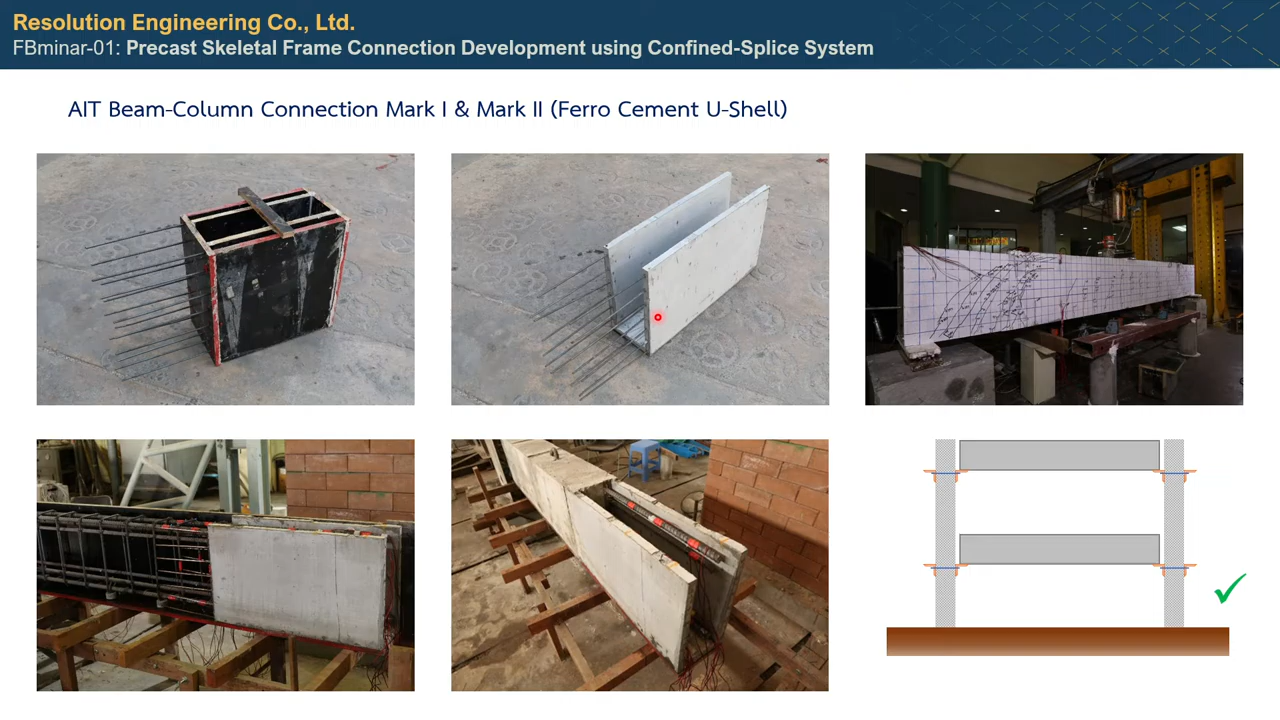 Resolution Engineering Co., Ltd.
FBminar-01: Precast Skeletal Frame Connection Development using Confined-Splice System
AIT Beam-Column Connection Mark I & Mark II (Ferro Cement U-Shell)